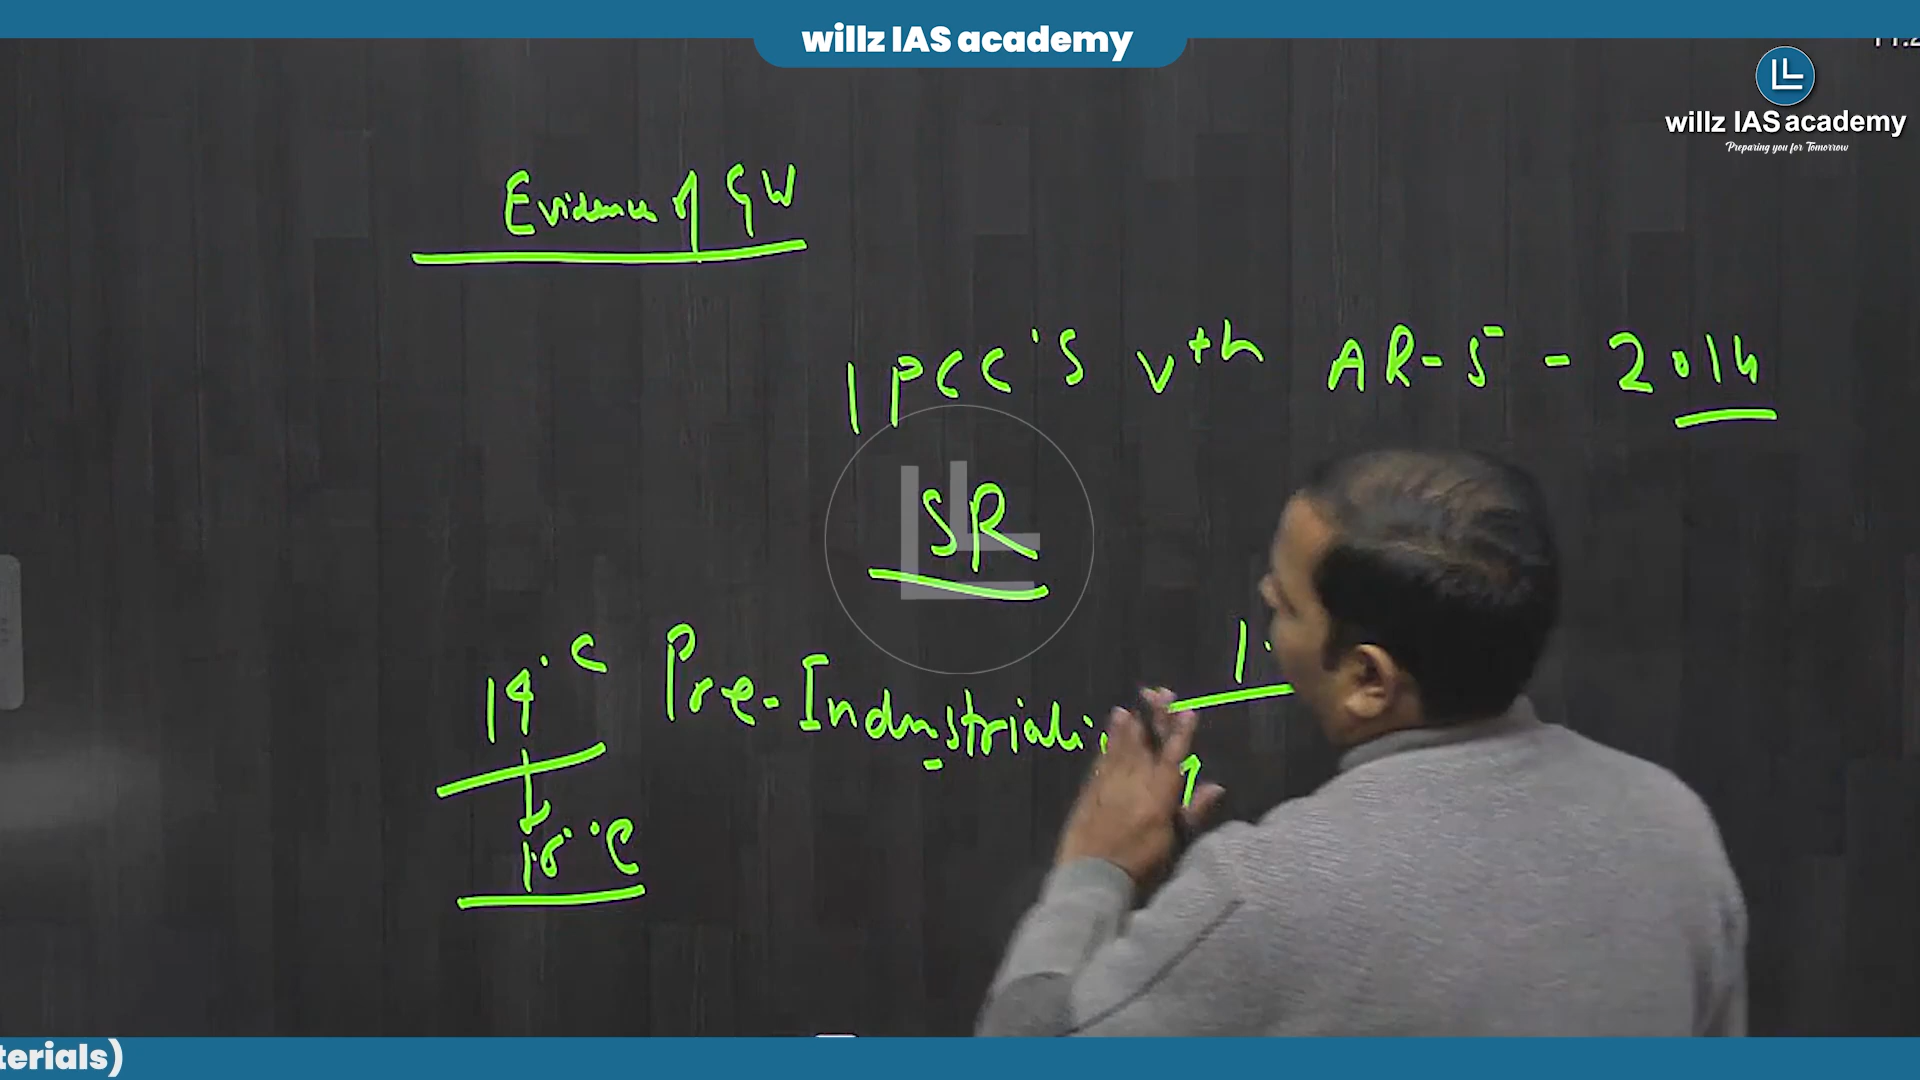 willz IAS academy
willz IAS academy
Preparing you for Tomorrow
Evidence of GW
IPCC'S Vth AR-5 - 2014
SR
14°C Pre-Industriali
°C
terials)